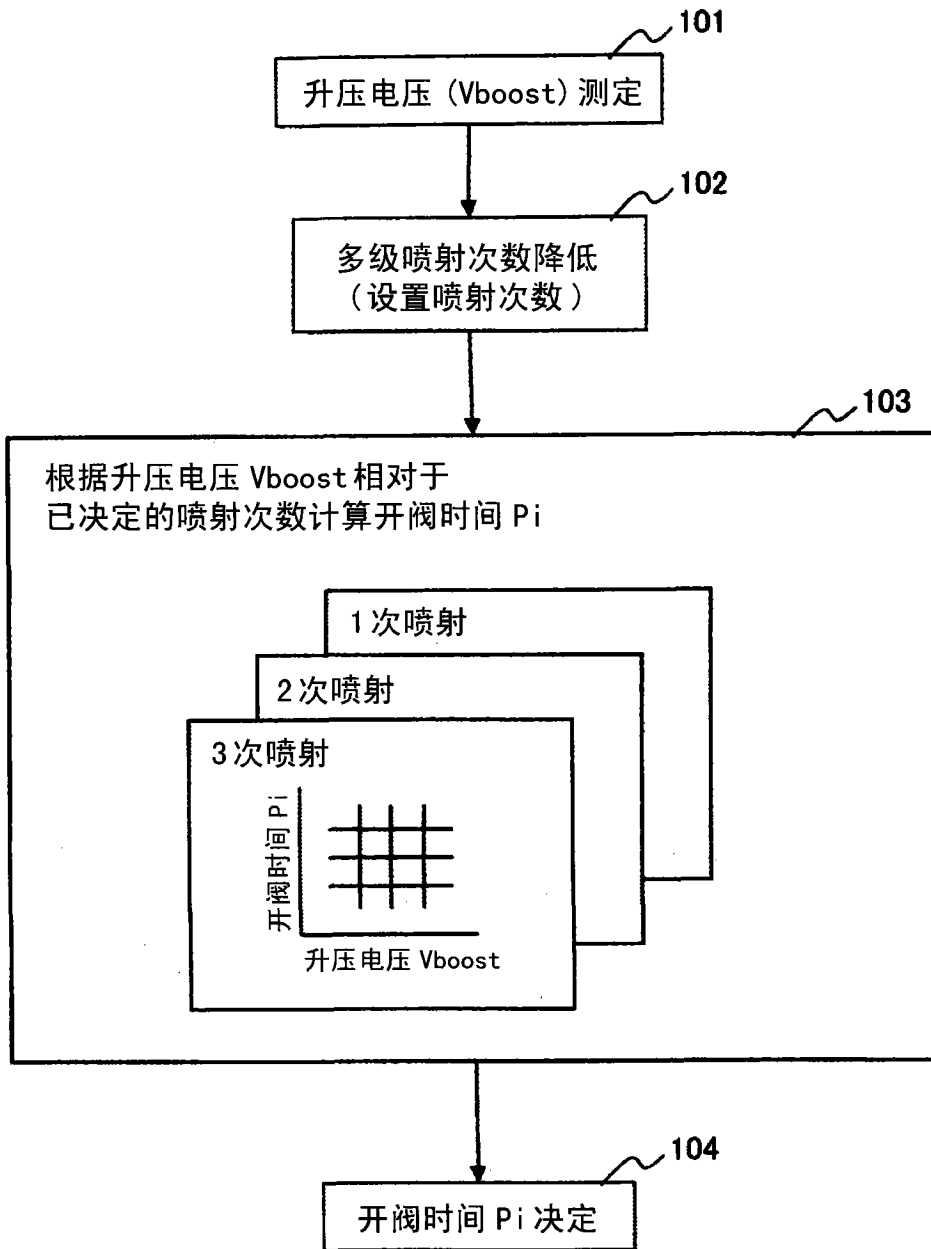 101
升压电压(Vboost)测定
102
多级喷射次数降低
(设置喷射次数)
103
根据升压电压 Vboost 相对于
已决定的喷射次数计算开阀时间 Pi
1次喷射
2次喷射
3次喷射
开阀时间 Pi
升压电压 Vboost
104
开阀时间 Pi 决定